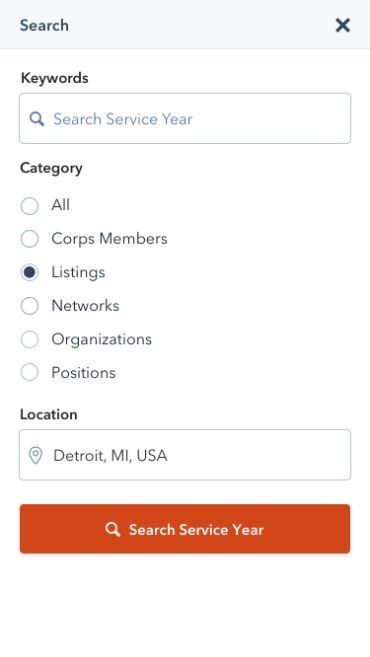 Search
Keywords
Search Service Year
Category
All
Corps Members
Listings
Networks
Organizations
Positions
Location
Detroit, MI, USA
Search Service Year